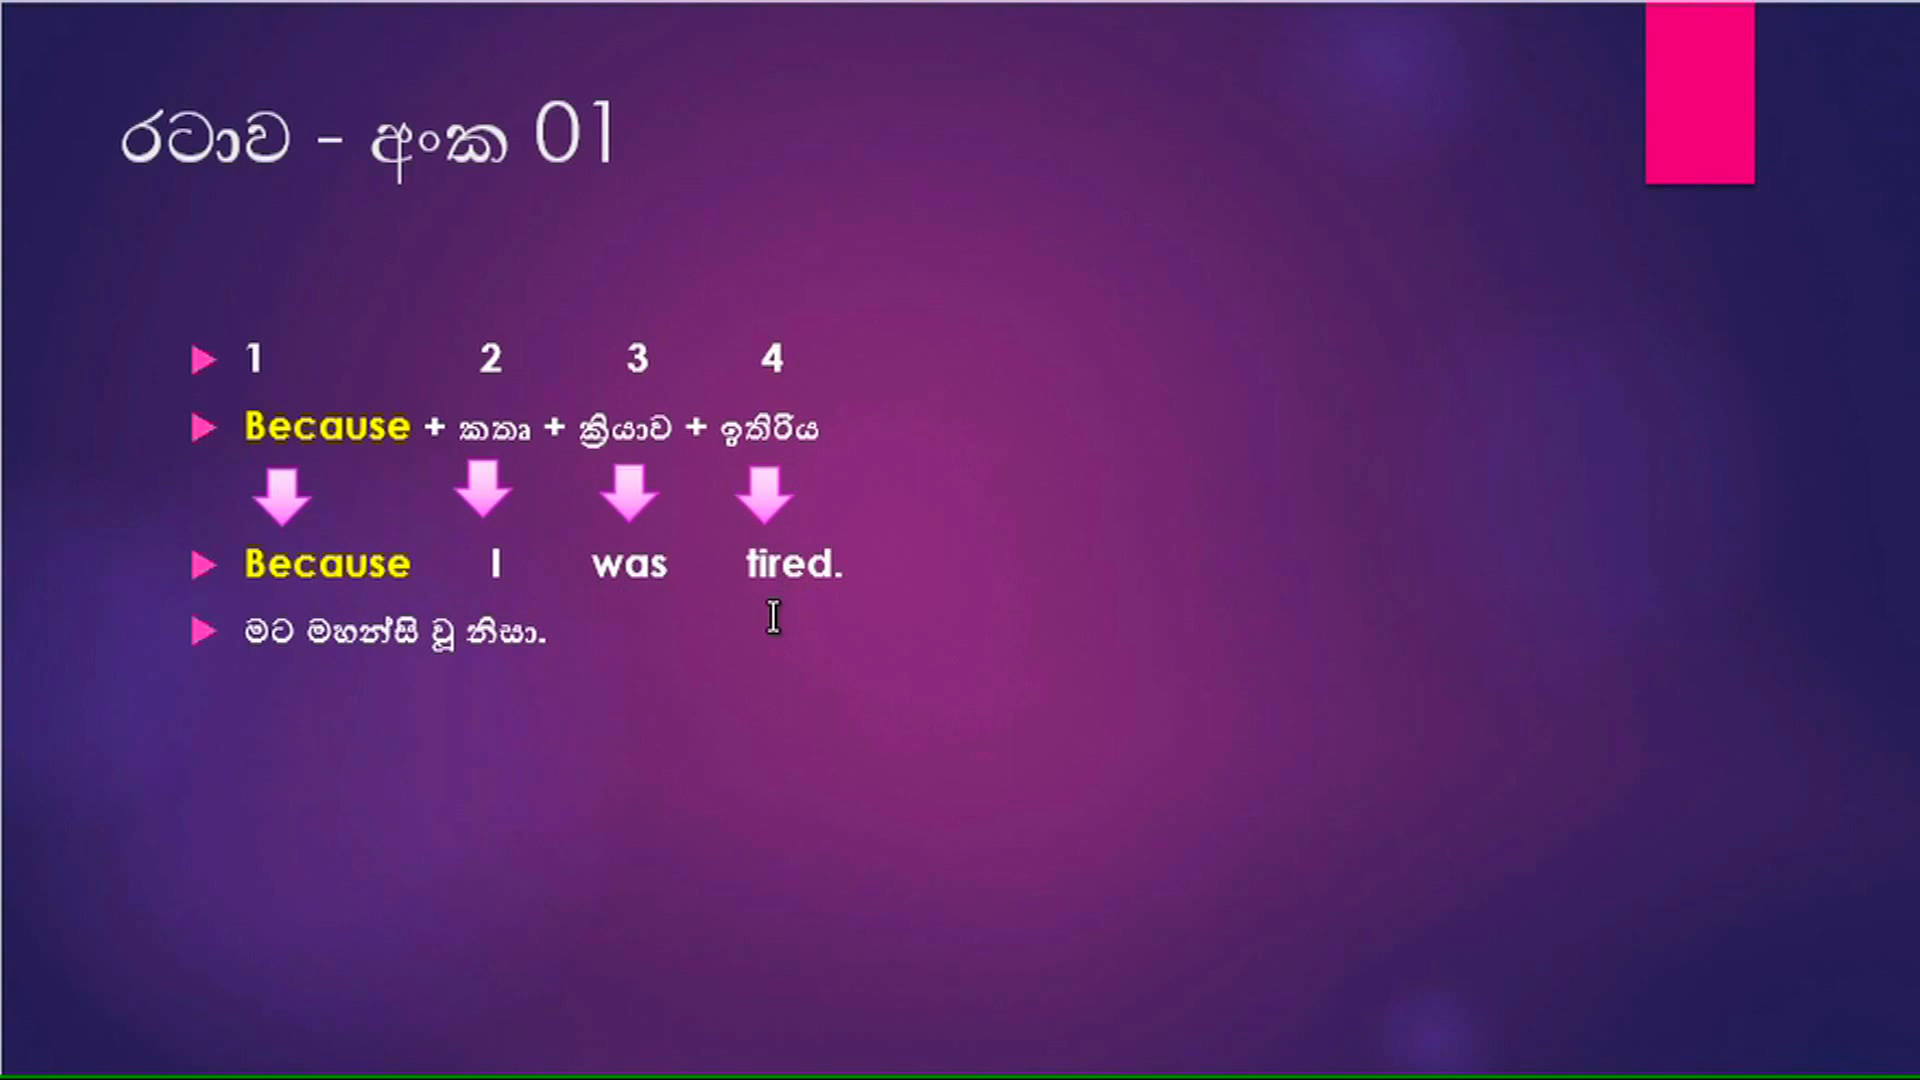 රටාව - අංක 01
1 2 3 4
Because + කතෘ + ක්‍රියාව + ඉතිරිය
Because I was tired.
මට මහන්සි වූ නිසා.